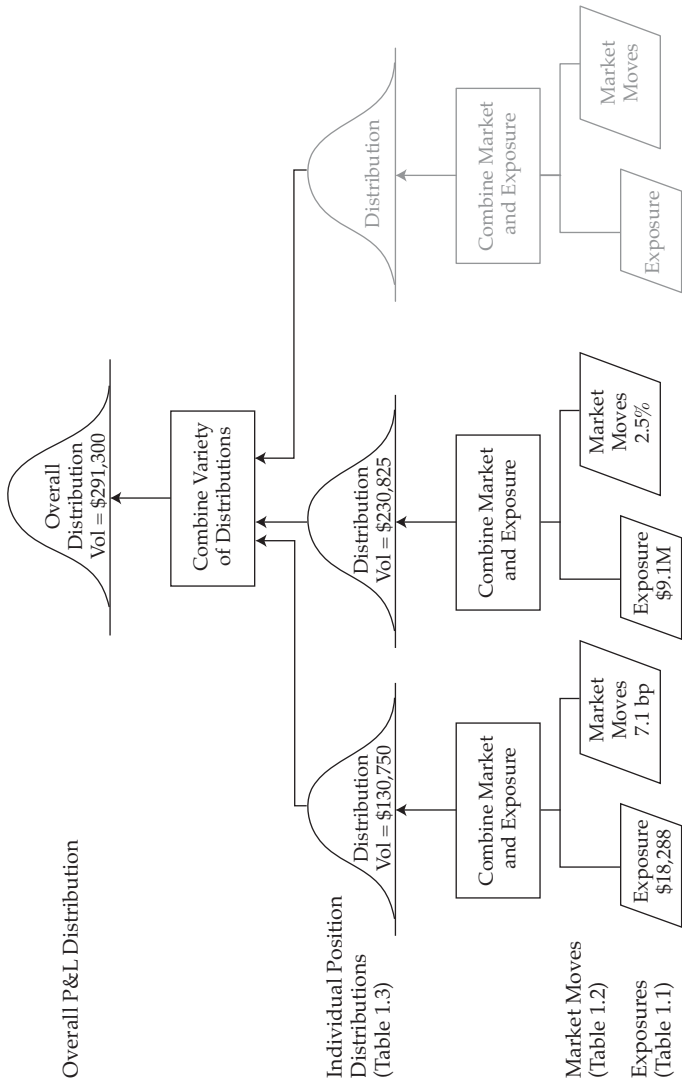 Overall P&L Distribution
Overall
Distribution
Vol = $291,300
Combine Variety
of Distributions
Individual Position
Distributions
(Table 1.3)
Distribution
Vol = $130,750
Distribution
Vol = $230,825
Distribution
Combine Market
and Exposure
Combine Market
and Exposure
Combine Market
and Exposure
Market Moves
(Table 1.2)
Market
Moves
7.1 bp
Market
Moves
2.5%
Market
Moves
Exposures
(Table 1.1)
Exposure
$18,288
Exposure
$9.1M
Exposure